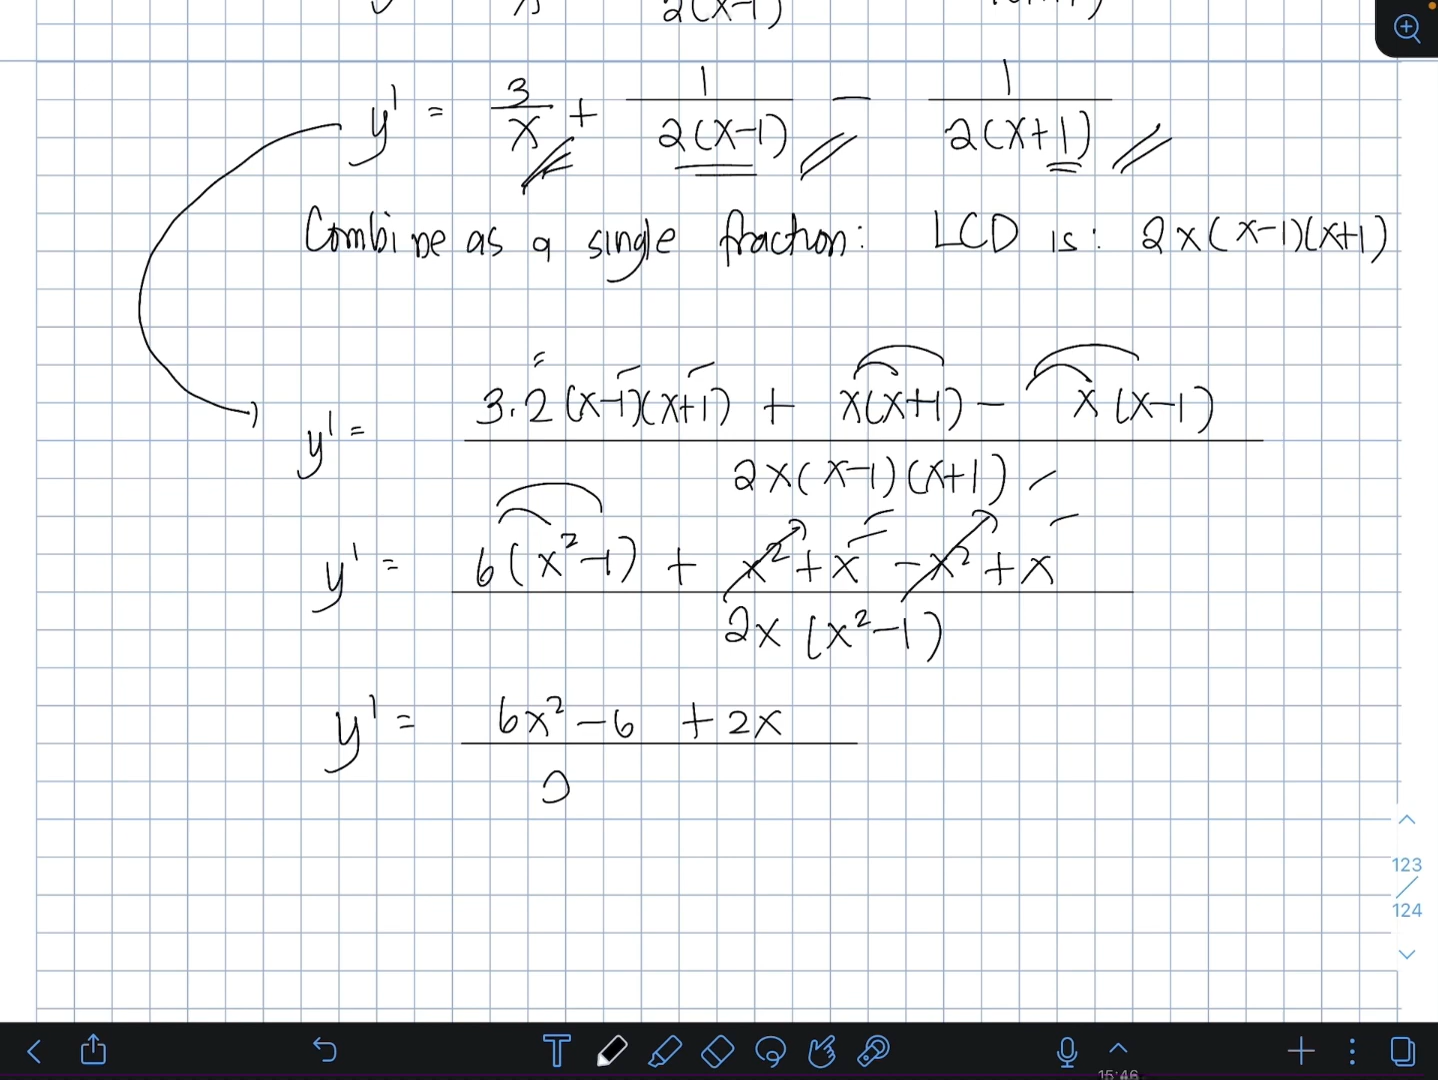 2(x-1)
y' = 3/x + 1/2(x-1) - 1/2(x+1)
Combine as a single fraction: LCD is: 2x(x-1)(x+1)
y' = 3.2(x-1)(x+1) + x(x+1) - x(x-1) / 2x(x-1)(x+1)
y' = 6(x²-1) + x²+x -x²+x / 2x(x²-1)
y' = 6x²-6 +2x /
123
124
T
15:46